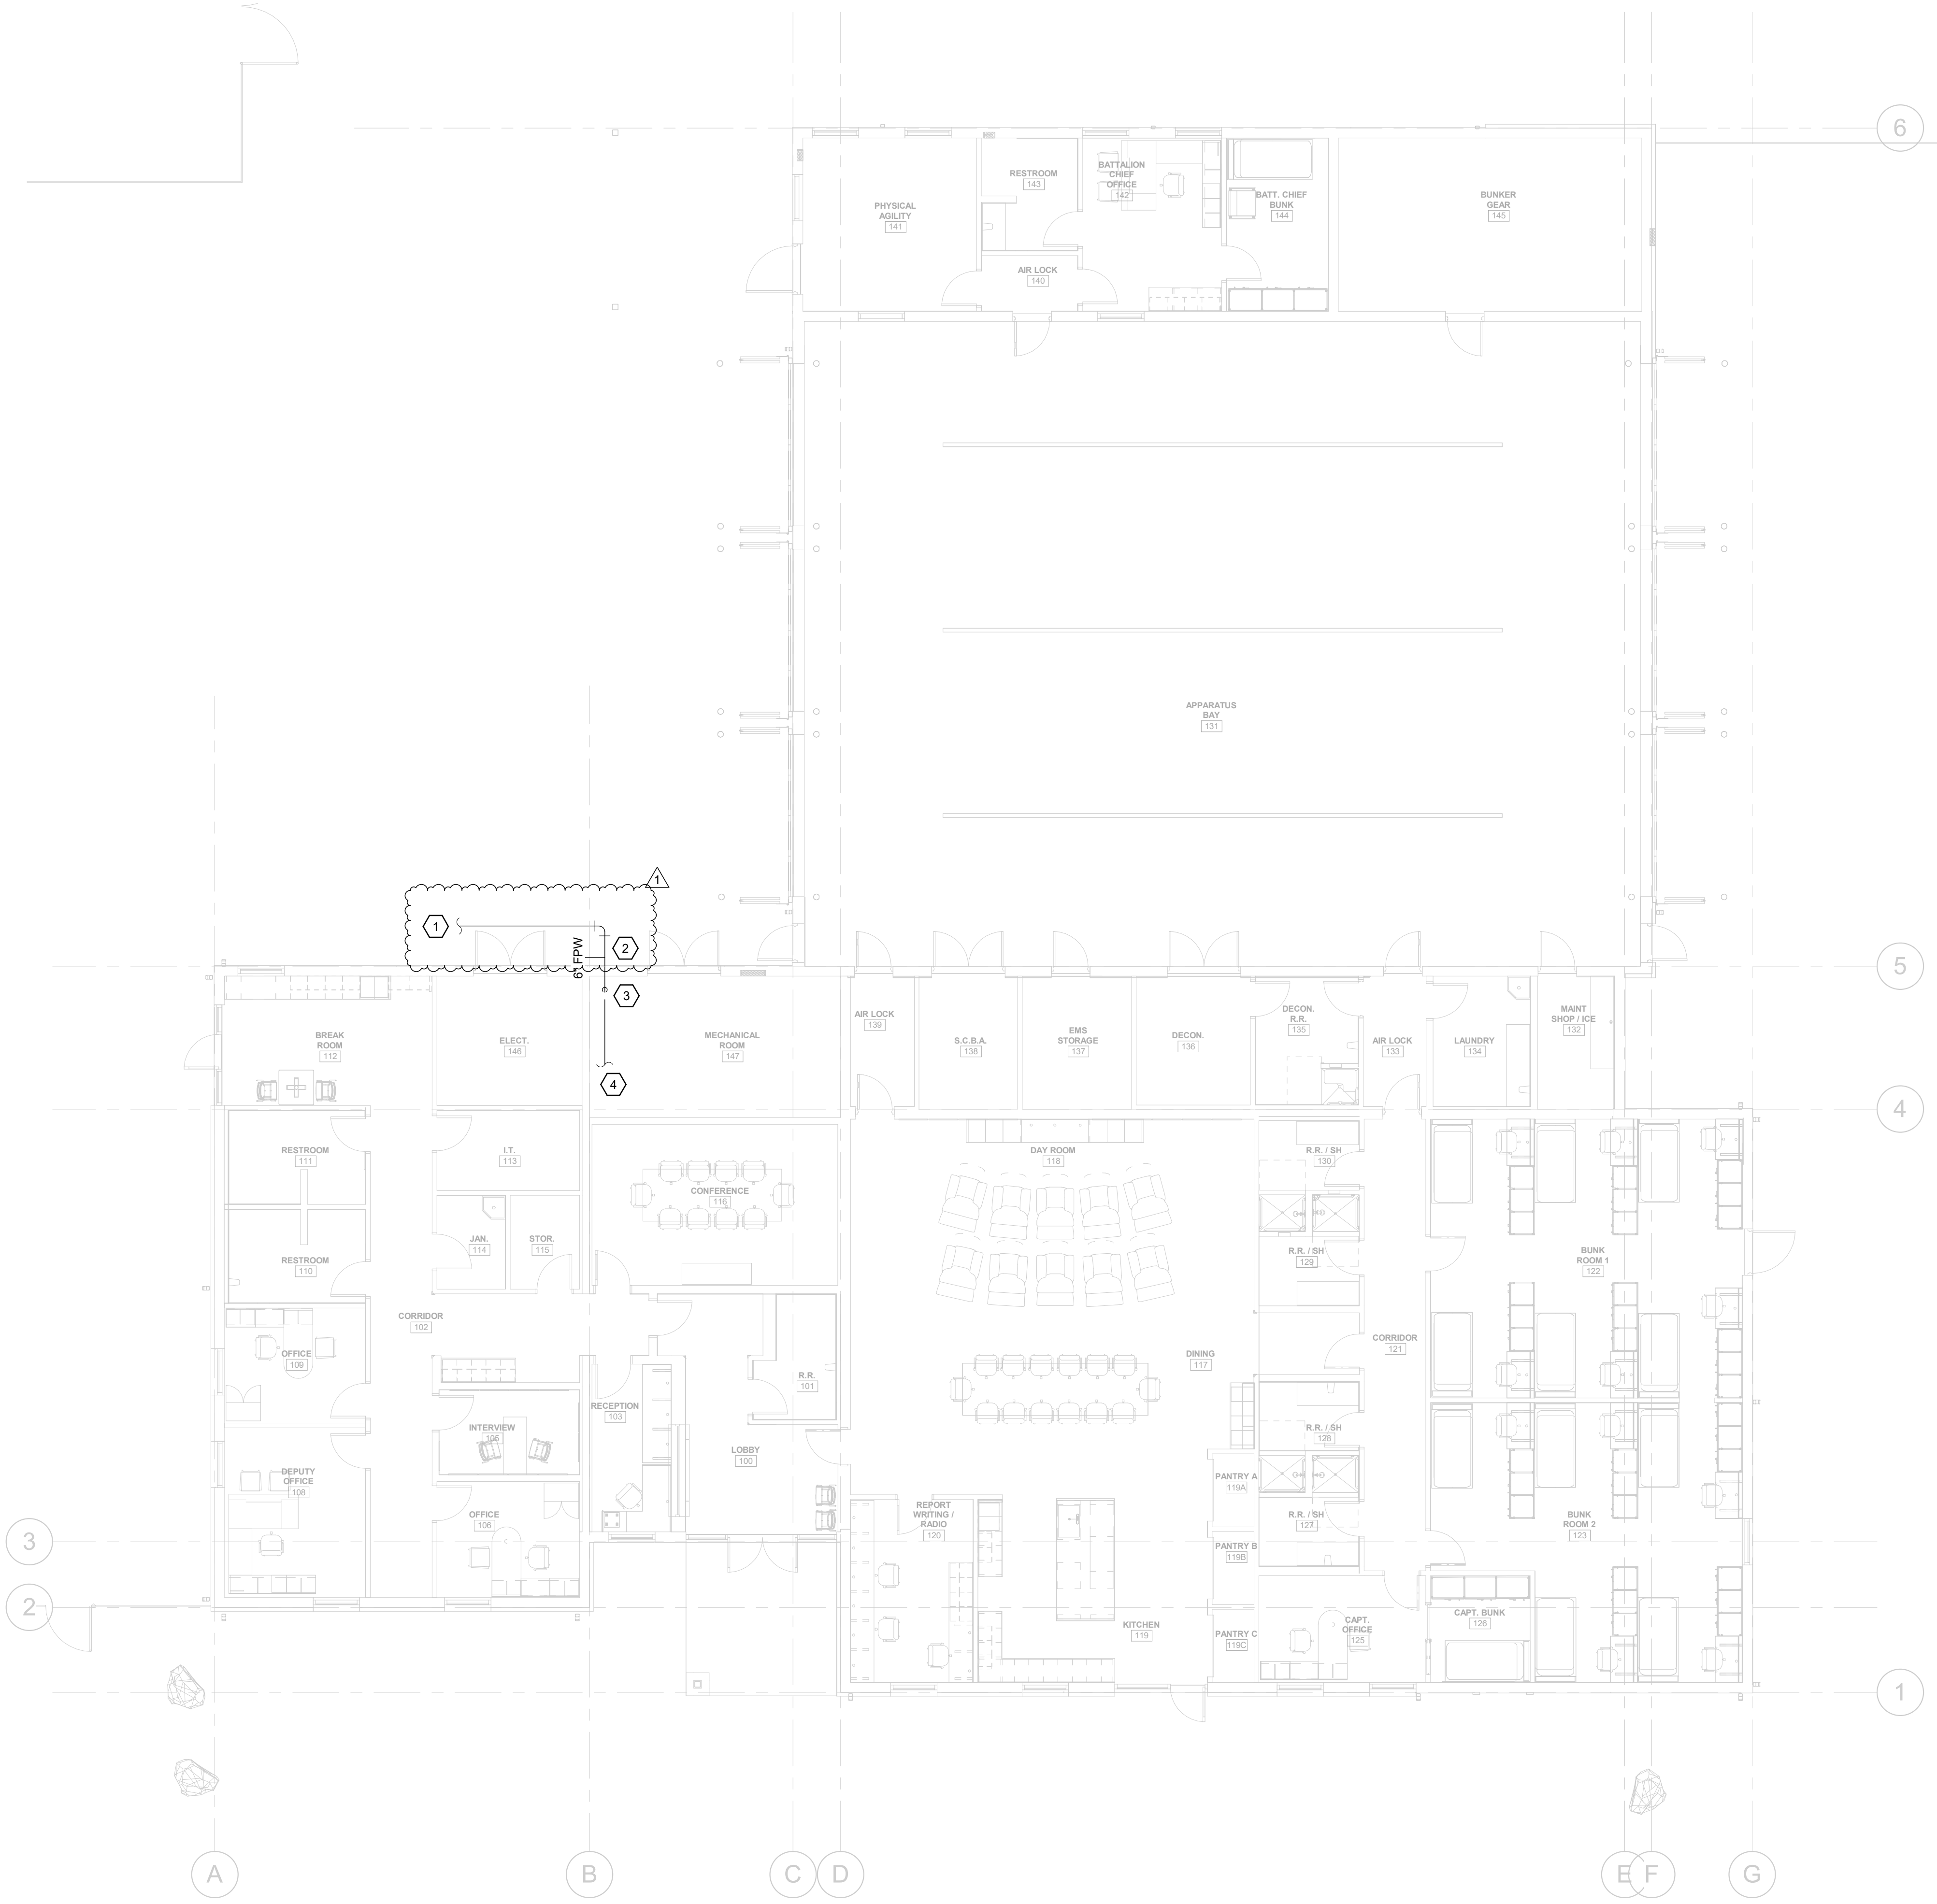 6
RESTROOM
143
BATTALION
CHIEF
OFFICE
142
PHYSICAL
AGILITY
141
BATT. CHIEF
BUNK
144
BUNKER
GEAR
145
AIR LOCK
140
APPARATUS
BAY
131
1
1
2
6" FPW
3
4
5
BREAK
ROOM
112
ELECT.
146
MECHANICAL
ROOM
147
AIR LOCK
139
S.C.B.A.
138
EMS
STORAGE
137
DECON.
136
DECON.
R.R.
135
AIR LOCK
133
LAUNDRY
134
MAINT
SHOP / ICE
132
4
RESTROOM
111
I.T.
113
CONFERENCE
116
DAY ROOM
118
R.R. / SH
130
RESTROOM
110
JAN.
114
STOR.
115
R.R. / SH
129
BUNK
ROOM 1
122
CORRIDOR
102
OFFICE
109
R.R.
101
DINING
117
CORRIDOR
121
RECEPTION
103
INTERVIEW
105
LOBBY
100
R.R. / SH
128
DEPUTY
OFFICE
108
OFFICE
106
REPORT
WRITING /
RADIO
120
PANTRY A
119A
R.R. / SH
127
BUNK
ROOM 2
123
3
PANTRY B
119B
2
KITCHEN
119
PANTRY C
119C
CAPT.
OFFICE
125
CAPT. BUNK
126
1
A
B
C
D
E
F
G